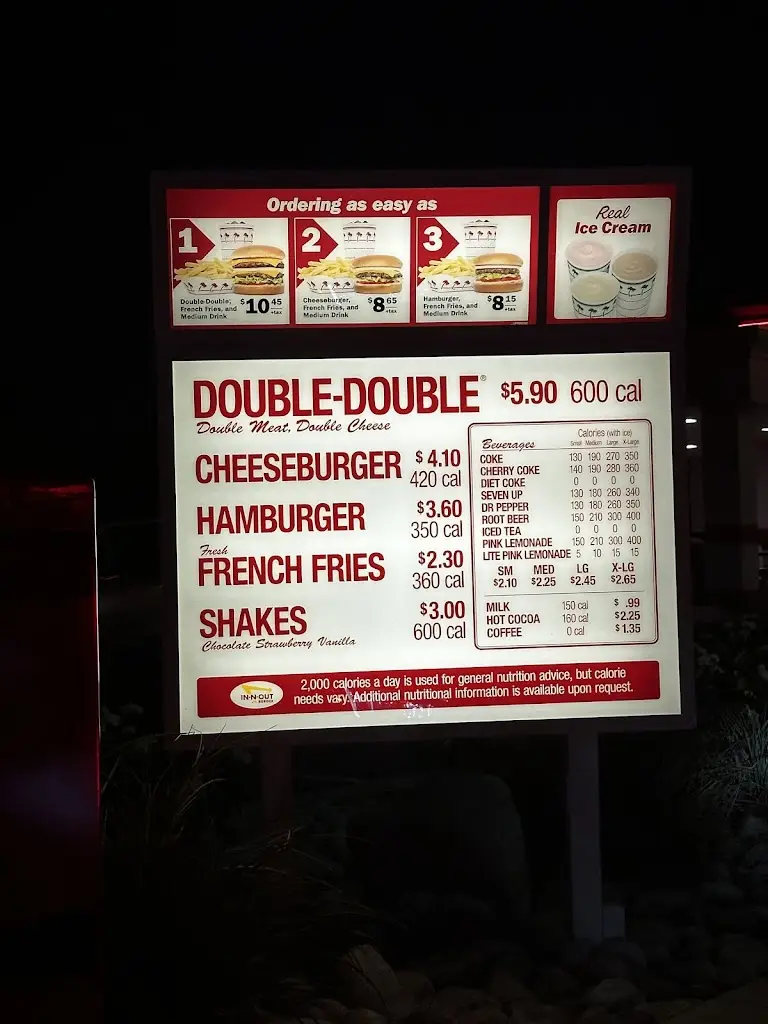 Ordering as easy as
1
Double-Double,
French Fries, and
Medium Drink
$10 45
+tax
2
Cheeseburger,
French Fries, and
Medium Drink
$8 65
+tax
3
Hamburger,
French Fries, and
Medium Drink
$8 15
+tax
Real
Ice Cream
DOUBLE-DOUBLE® $5.90 600 cal
Double Meat, Double Cheese
CHEESEBURGER $4.10
420 cal
HAMBURGER $3.60
350 cal
Fresh
FRENCH FRIES $2.30
360 cal
SHAKES $3.00
600 cal
Chocolate Strawberry Vanilla
Calories (with ice)
Beverages Small Medium Large X-Large
COKE 130 190 270 350
CHERRY COKE 140 190 280 360
DIET COKE 0 0 0 0
SEVEN UP 130 180 260 340
DR PEPPER 130 180 260 350
ROOT BEER 150 210 300 400
ICED TEA 0 0 0 0
PINK LEMONADE 150 210 300 400
LITE PINK LEMONADE 5 10 15 15
SM MED LG X-LG
$2.10 $2.25 $2.45 $2.65
MILK 150 cal $ .99
HOT COCOA 160 cal $2.25
COFFEE 0 cal $1.35
IN-N-OUT
BURGER
2,000 calories a day is used for general nutrition advice, but calorie
needs vary. Additional nutritional information is available upon request.